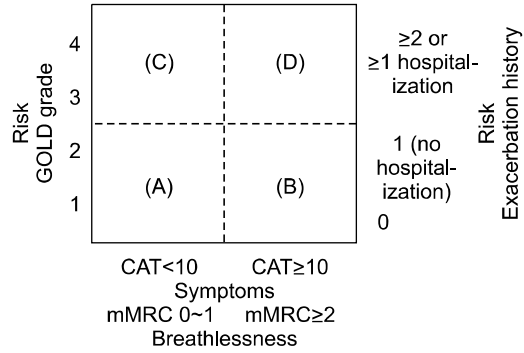 Risk
GOLD grade
4
3
2
1
(C)
(D)
(A)
(B)
≥2 or
≥1 hospital-
ization
1 (no
hospital-
ization)
0
Risk
Exacerbation history
CAT<10
CAT≥10
Symptoms
mMRC 0~1
mMRC≥2
Breathlessness